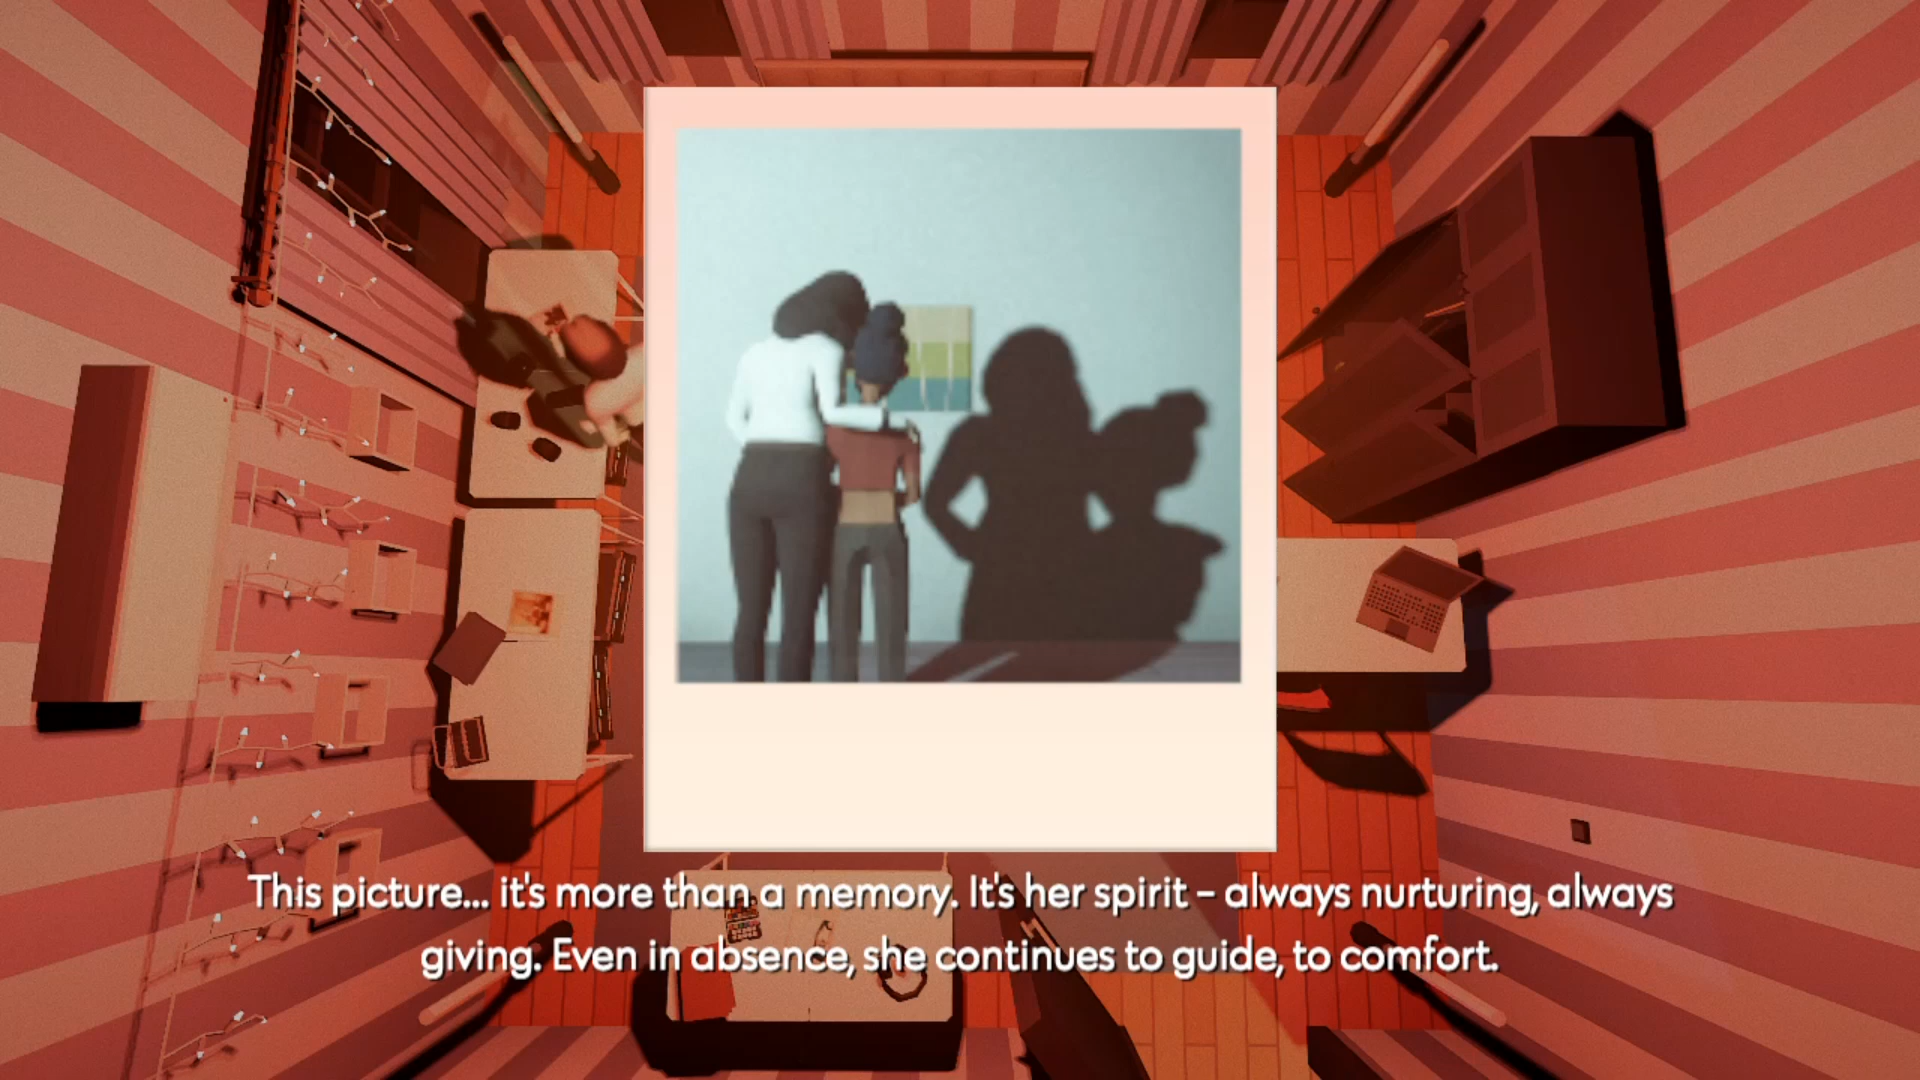 This picture... it's more than a memory. It's her spirit – always nurturing, always
giving. Even in absence, she continues to guide, to comfort.